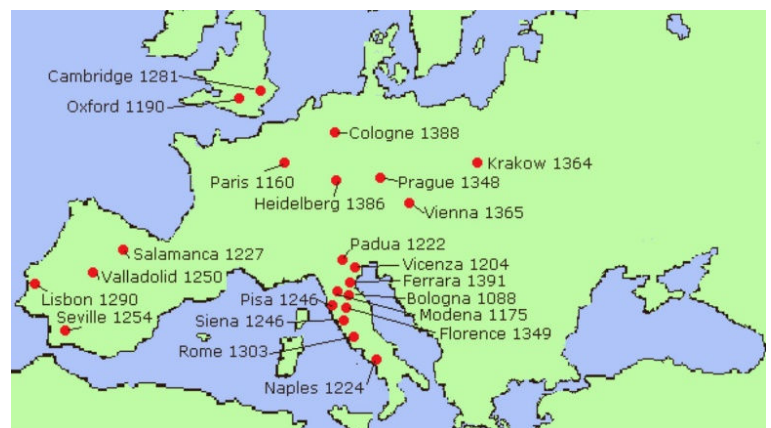 Cambridge 1281
Oxford 1190
Cologne 1388
Paris 1160
Krakow 1364
Prague 1348
Heidelberg 1386
Vienna 1365
Padua 1222
Salamanca 1227
Vicenza 1204
Valladolid 1250
Ferrara 1391
Lisbon 1290
Pisa 1246
Bologna 1088
Seville 1254
Modena 1175
Siena 1246
Florence 1349
Rome 1303
Naples 1224